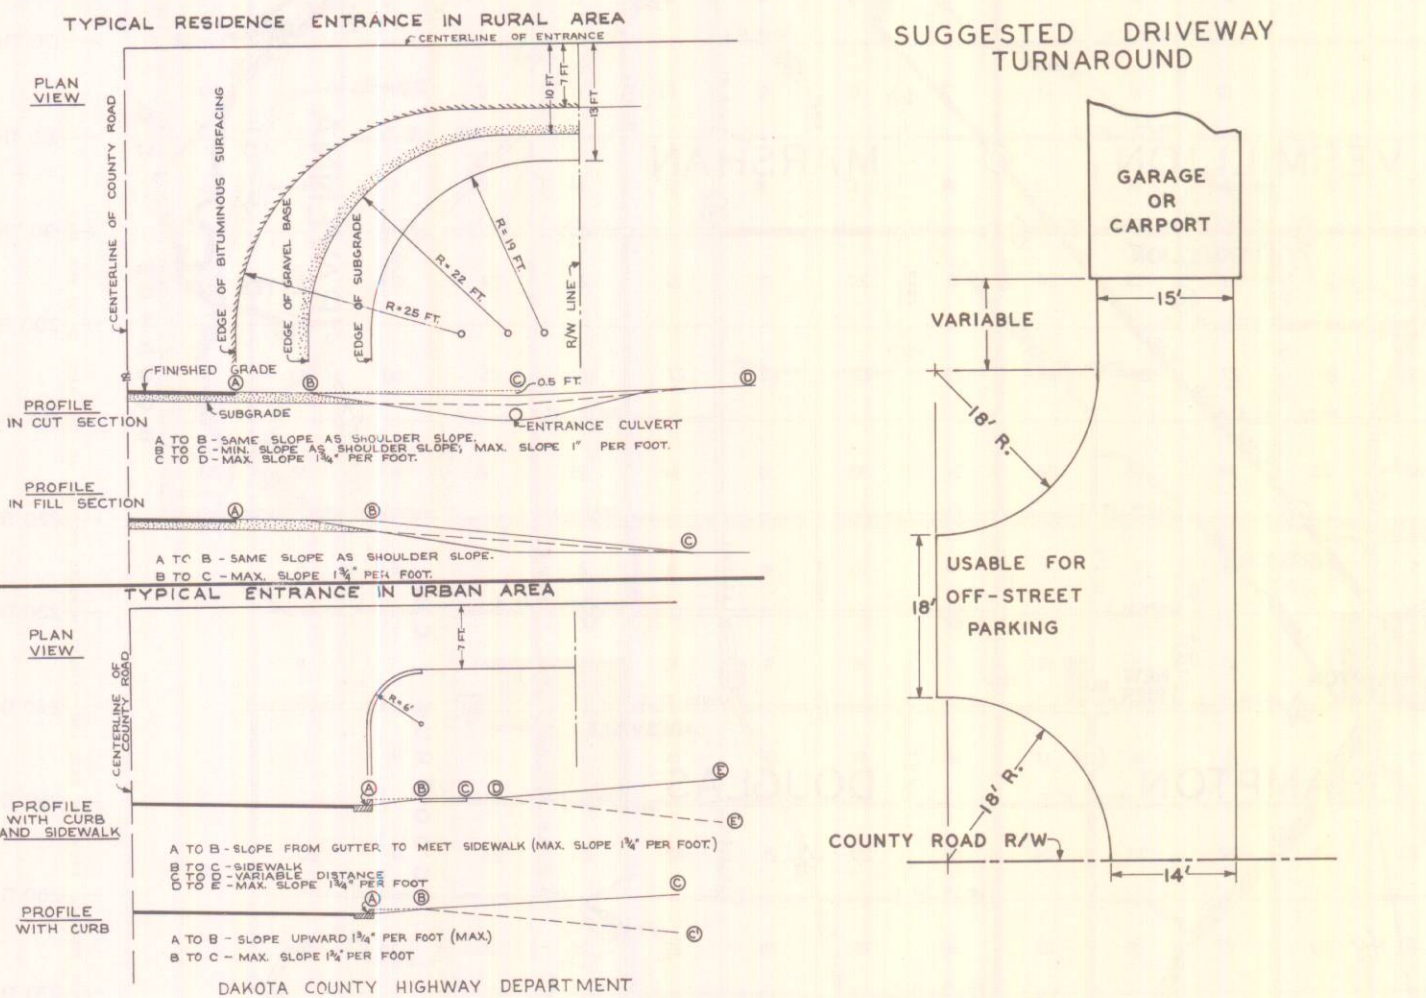 TYPICAL RESIDENCE ENTRANCE IN RURAL AREA
CENTERLINE OF ENTRANCE
PLAN
VIEW
CENTERLINE OF COUNTY ROAD
EDGE OF BITUMINOUS SURFACING
EDGE OF GRAVEL BASE
EDGE OF SUBGRADE
10 FT.
7 FT.
13 FT.
R= 19 FT.
R= 22 FT.
R=25 FT.
R/W LINE
FINISHED GRADE
A
B
C
D
0.5 FT.
PROFILE
IN CUT SECTION
SUBGRADE
ENTRANCE CULVERT
A TO B - SAME SLOPE AS SHOULDER SLOPE.
B TO C - MIN. SLOPE AS SHOULDER SLOPE; MAX. SLOPE 1" PER FOOT.
C TO D - MAX. SLOPE 1¾" PER FOOT.
PROFILE
IN FILL SECTION
A
B
C
A TO B - SAME SLOPE AS SHOULDER SLOPE.
B TO C - MAX. SLOPE 1¾" PER FOOT.
TYPICAL ENTRANCE IN URBAN AREA
PLAN
VIEW
CENTERLINE OF
COUNTY ROAD
7 FT.
R=6'
A
B
C
D
E
E'
PROFILE
WITH CURB
AND SIDEWALK
A TO B - SLOPE FROM GUTTER TO MEET SIDEWALK (MAX. SLOPE 1¾" PER FOOT.)
B TO C - SIDEWALK
C TO D - VARIABLE DISTANCE
D TO E - MAX. SLOPE 1¾" PER FOOT
A
B
C
C'
PROFILE
WITH CURB
A TO B - SLOPE UPWARD 1¾" PER FOOT (MAX.)
B TO C - MAX. SLOPE 1¾" PER FOOT
DAKOTA COUNTY HIGHWAY DEPARTMENT
SUGGESTED DRIVEWAY
TURNAROUND
GARAGE
OR
CARPORT
15'
VARIABLE
18' R.
USABLE FOR
OFF-STREET
PARKING
18'
18' R.
COUNTY ROAD R/W
14'